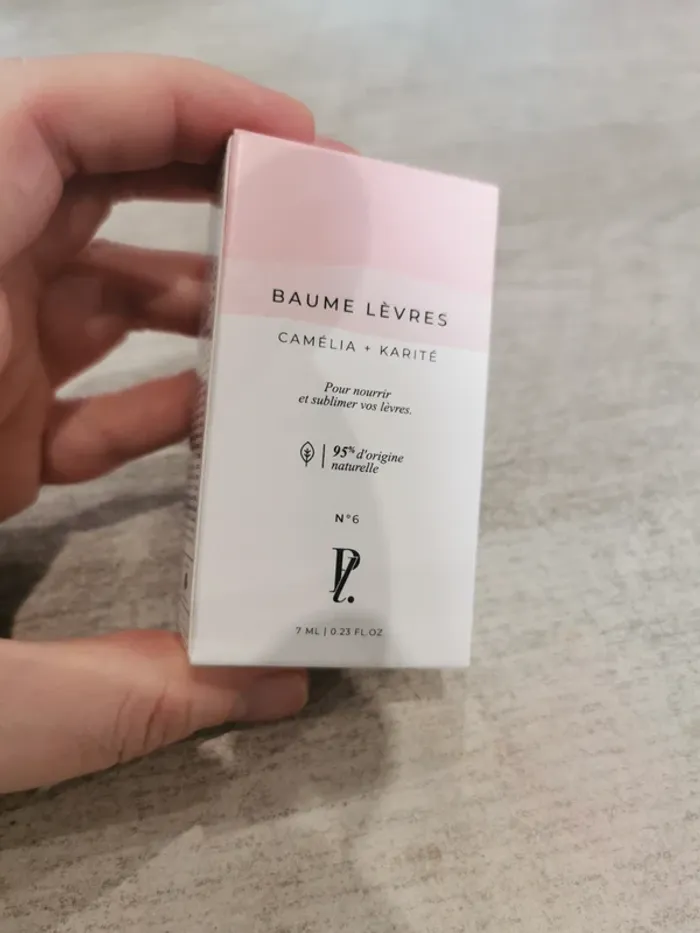 BAUME LÈVRES
CAMÉLIA + KARITÉ
Pour nourrir
et sublimer vos lèvres.
95% d'origine
naturelle
N°6
7 ML | 0.23 FL.OZ